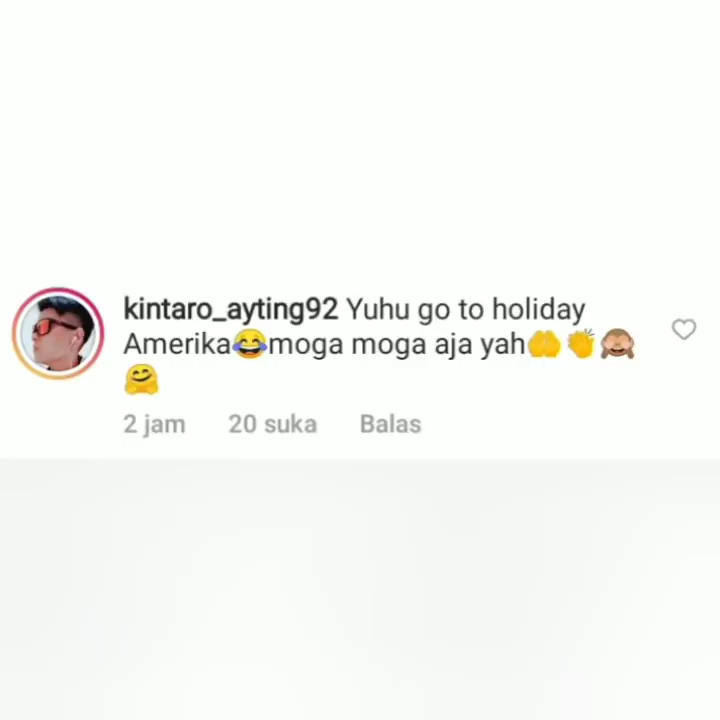 kintaro_ayting92 Yuhu go to holiday
Amerika😂moga moga aja yah🤲👏🙈
🤗
2 jam 20 suka Balas